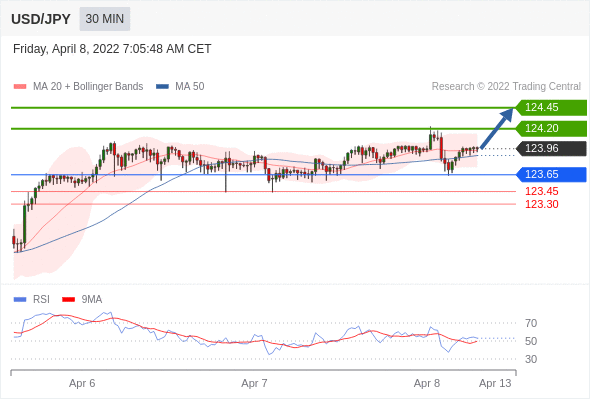 USD/JPY 30 MIN
Friday, April 8, 2022 7:05:48 AM CET
MA 20 + Bollinger Bands MA 50 Research © 2022 Trading Central
124.45
124.20
123.96
123.65
123.45
123.30
RSI 9MA
70
50
30
Apr 6 Apr 7 Apr 8 Apr 13